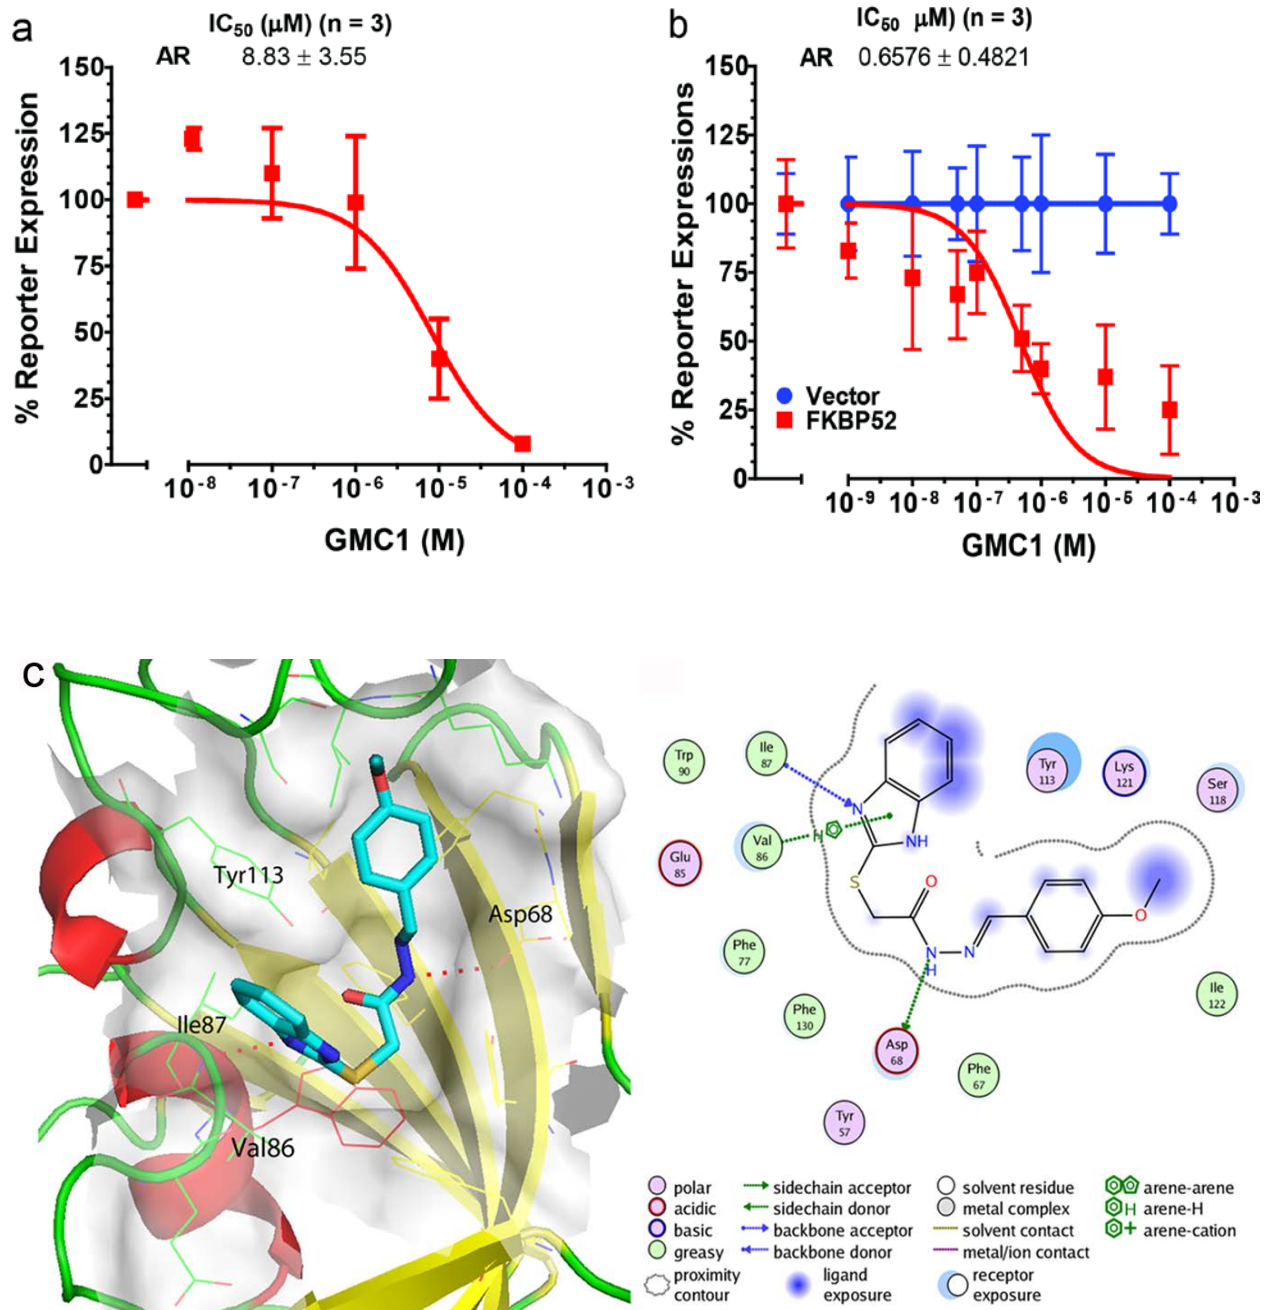 a
IC50 (µM) (n = 3)
AR 8.83 ± 3.55
% Reporter Expression
150
125
100
75
50
25
0
10-8 10-7 10-6 10-5 10-4 10-3
GMC1 (M)
b
IC50 µM) (n = 3)
AR 0.6576 ± 0.4821
% Reporter Expressions
150
125
100
75
50
25
0
Vector
FKBP52
10-9 10-8 10-7 10-6 10-5 10-4 10-3
GMC1 (M)
c
Tyr113
Asp68
Ile87
Val86
Trp
90
Ile
87
Tyr
113
Lys
121
Ser
118
Glu
85
Val
86
H
N
NH
S
O
N
H
N
O
Phe
77
Phe
130
Asp
68
Phe
67
Tyr
57
Ile
122
polar
acidic
basic
greasy
proximity
contour
sidechain acceptor
sidechain donor
backbone acceptor
backbone donor
ligand
exposure
solvent residue
metal complex
solvent contact
metal/ion contact
receptor
exposure
arene-arene
H arene-H
+ arene-cation